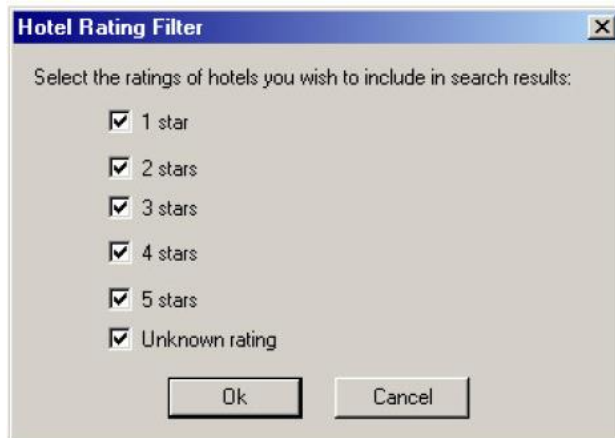 Hotel Rating Filter
Select the ratings of hotels you wish to include in search results:
1 star
2 stars
3 stars
4 stars
5 stars
Unknown rating
Ok Cancel